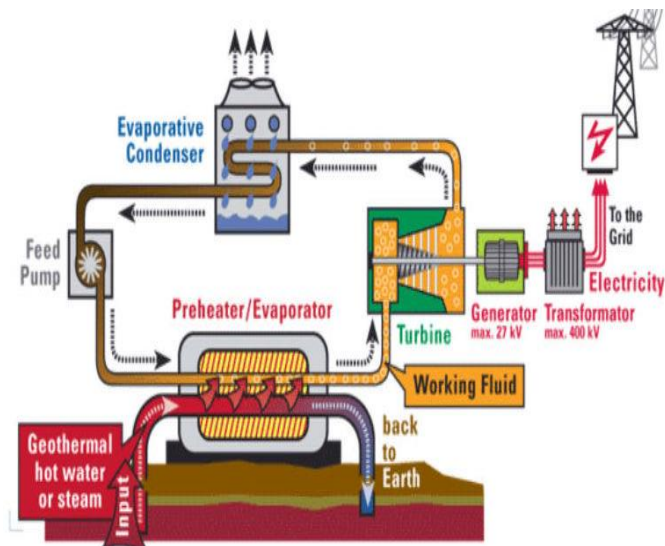 Evaporative
Condenser
Feed
Pump
To the
Grid
Preheater/Evaporator
Turbine
Generator
max. 27 kV
Transformator
max. 400 kV
Electricity
Working Fluid
Geothermal
hot water
or steam
Input
back
to
Earth